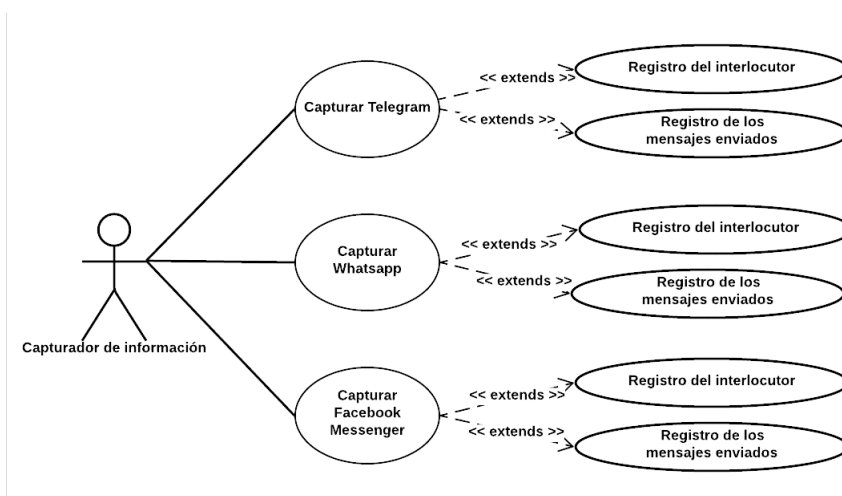 Capturar Telegram
<< extends >>
Registro del interlocutor
<< extends >>
Registro de los
mensajes enviados
Capturador de información
Capturar
Whatsapp
<< extends >>
Registro del interlocutor
<< extends >>
Registro de los
mensajes enviados
Capturar
Facebook
Messenger
<< extends >>
Registro del interlocutor
<< extends >>
Registro de los
mensajes enviados